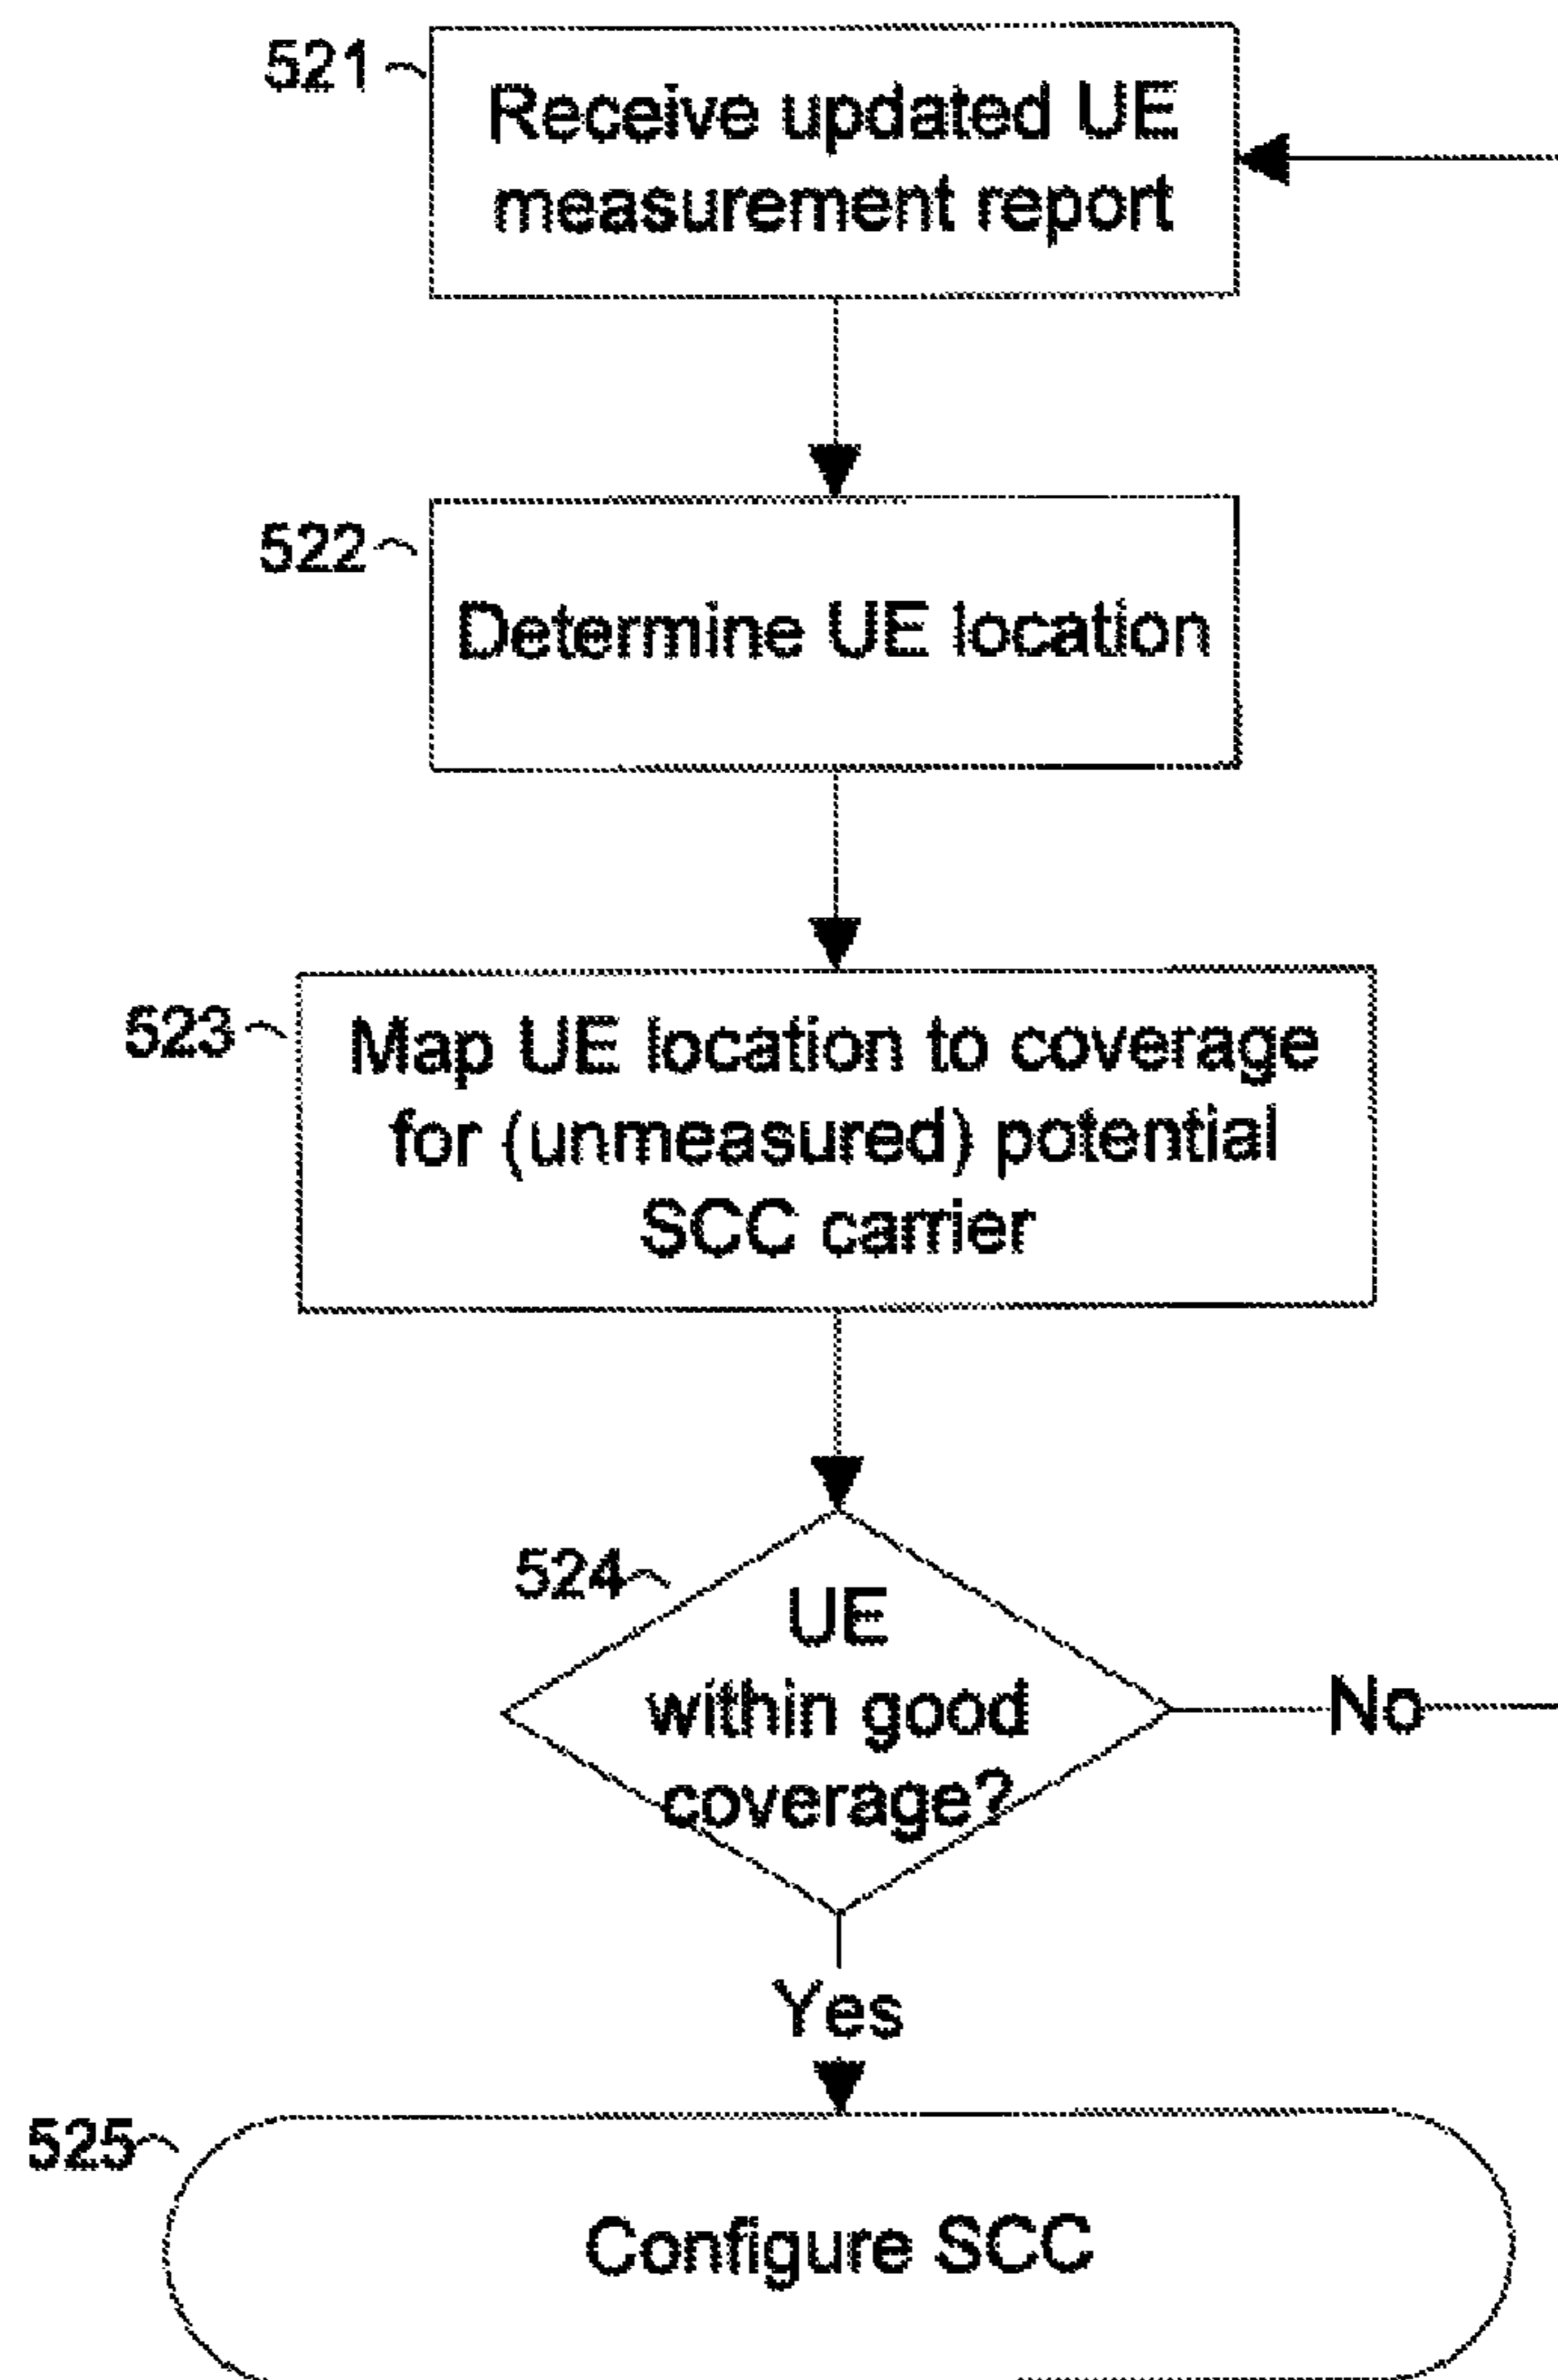 521
Receive updated UE
measurement report
522
Determine UE location
523
Map UE location to coverage
for (unmeasured) potential
SCC carrier
524
UE
within good
coverage?
No
Yes
525
Configure SCC